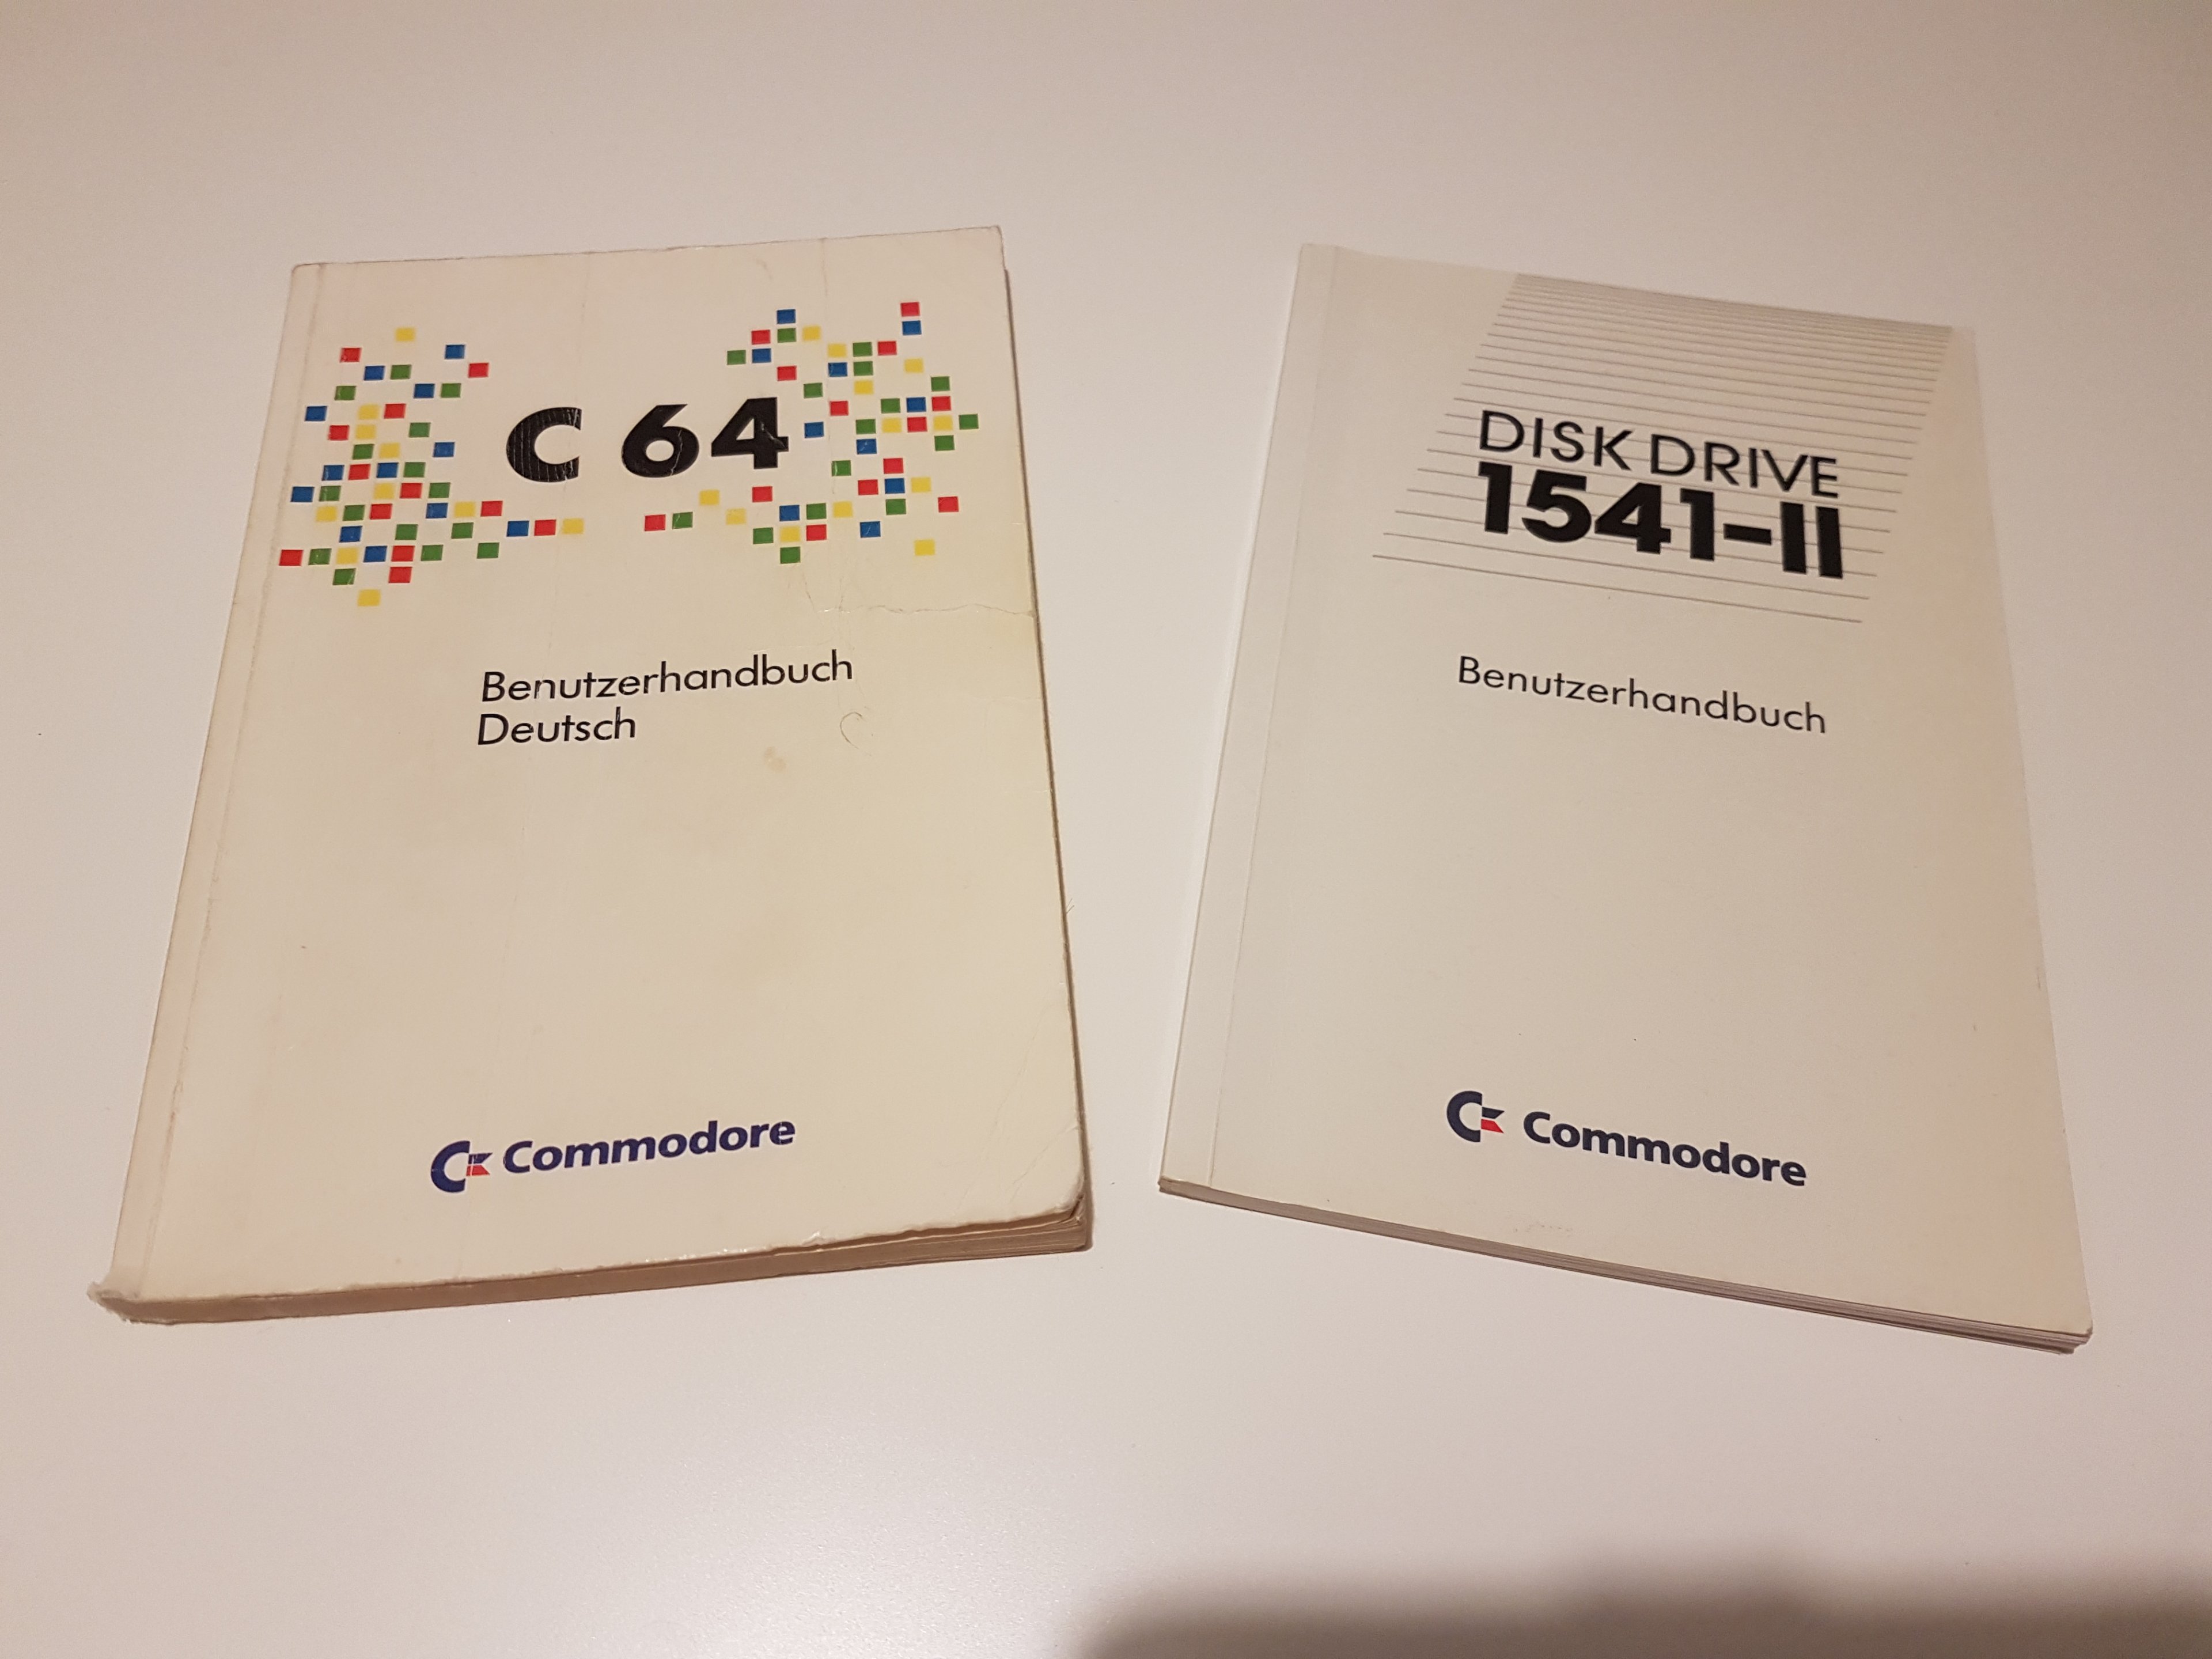 C 64
Benutzerhandbuch
Deutsch
Commodore
DISK DRIVE
1541-II
Benutzerhandbuch
Commodore